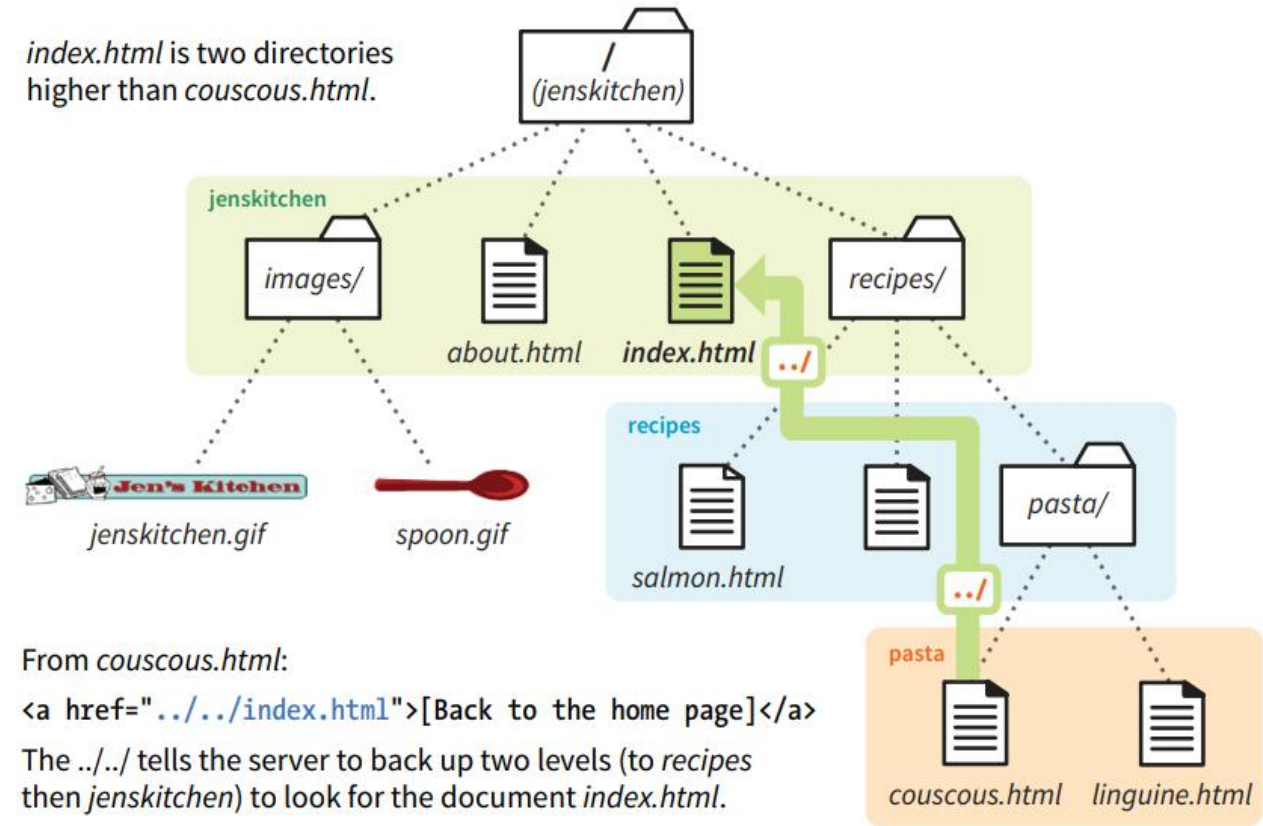 index.html is two directories
higher than couscous.html.
/
(jenskitchen)
jenskitchen
images/
recipes/
about.html
index.html
../
recipes
Jen's Kitchen
jenskitchen.gif
spoon.gif
pasta/
salmon.html
../
From couscous.html:
<a href="../../index.html">[Back to the home page]</a>
The ../../ tells the server to back up two levels (to recipes
then jenskitchen) to look for the document index.html.
pasta
couscous.html
linguine.html